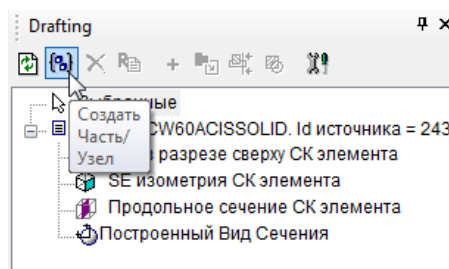 Drafting
Выбранные
Создать
Часть/
Узел
CW60ACISSOLID. Id источника = 243
в разрезе сверху СК элемента
SE изометрия СК элемента
Продольное сечение СК элемента
Построенный Вид Сечения